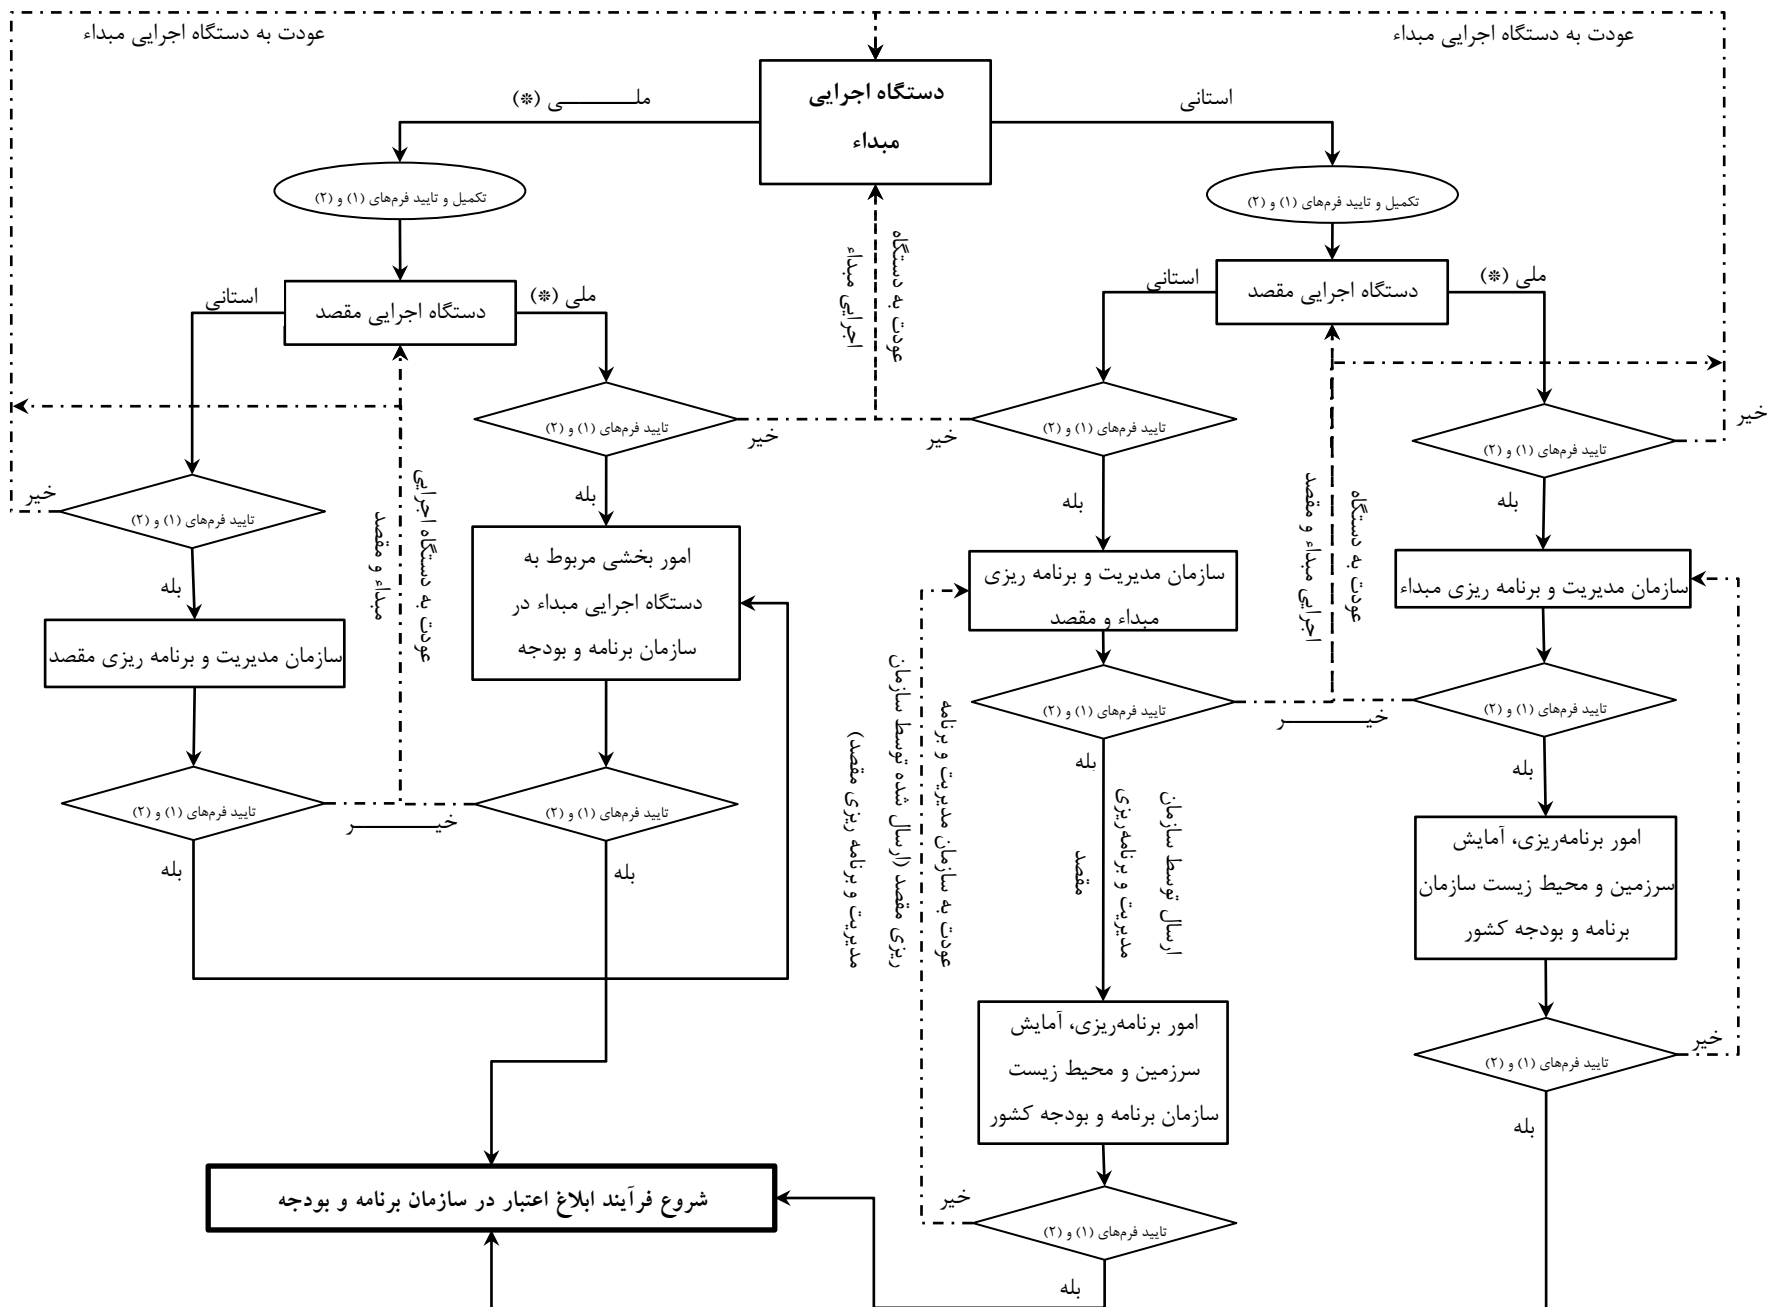 عودت به دستگاه اجرایی مبداء
عودت به دستگاه اجرایی مبداء
دستگاه اجرایی
مبداء
استانی
ملـــــــی (*)
تکمیل و تایید فرم‌های (۱) و (۲)
تکمیل و تایید فرم‌های (۱) و (۲)
عودت به دستگاه
اجرایی مبداء
ملی (*)
دستگاه اجرایی مقصد
استانی
ملی (*)
دستگاه اجرایی مقصد
استانی
تایید فرم‌های (۱) و (۲)
خیر
تایید فرم‌های (۱) و (۲)
خیر
خیر
تایید فرم‌های (۱) و (۲)
تایید فرم‌های (۱) و (۲)
خیر
بله
بله
بله
بله
عودت به دستگاه
اجرایی مبداء و مقصد
عودت به دستگاه اجرایی
مبداء و مقصد
سازمان مدیریت و برنامه ریزی مبداء
سازمان مدیریت و برنامه ریزی
مبداء و مقصد
امور بخشی مربوط به
دستگاه اجرایی مبداء در
سازمان برنامه و بودجه
سازمان مدیریت و برنامه ریزی مقصد
تایید فرم‌های (۱) و (۲)
خیـــــــر
تایید فرم‌های (۱) و (۲)
بله
بله
تایید فرم‌های (۱) و (۲)
خیـــــــر
تایید فرم‌های (۱) و (۲)
بله
بله
ارسال توسط سازمان
مدیریت و برنامه‌ریزی
مقصد
عودت به سازمان مدیریت و برنامه
ریزی مقصد (ارسال شده توسط سازمان
مدیریت و برنامه ریزی مقصد)
امور برنامه‌ریزی، آمایش
سرزمین و محیط زیست سازمان
برنامه و بودجه کشور
امور برنامه‌ریزی، آمایش
سرزمین و محیط زیست
سازمان برنامه و بودجه کشور
تایید فرم‌های (۱) و (۲)
خیر
بله
تایید فرم‌های (۱) و (۲)
خیر
بله
شروع فرآیند ابلاغ اعتبار در سازمان برنامه و بودجه